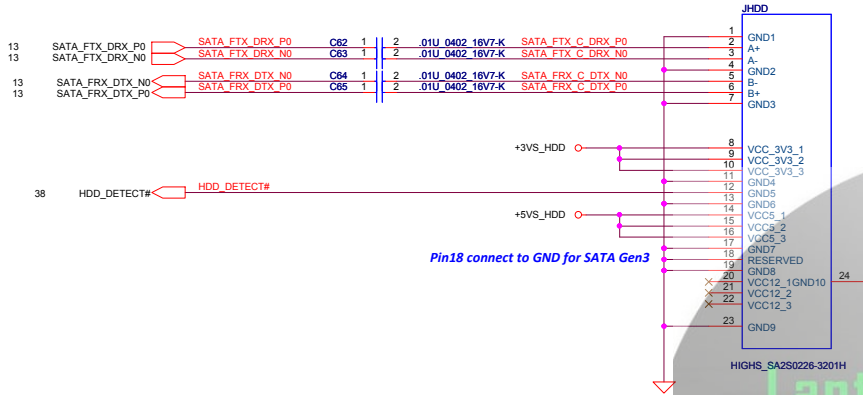 JHDD
1 GND1
13 SATA_FTX_DRX_P0 SATA_FTX_DRX_P0 C62 1 2 .01U_0402_16V7-K SATA_FTX_C_DRX_P0 2 A+
13 SATA_FTX_DRX_N0 SATA_FTX_DRX_N0 C63 1 2 .01U_0402_16V7-K SATA_FTX_C_DRX_N0 3 A-
4 GND2
13 SATA_FRX_DTX_N0 SATA_FRX_DTX_N0 C64 1 2 .01U_0402_16V7-K SATA_FRX_C_DTX_N0 5 B-
13 SATA_FRX_DTX_P0 SATA_FRX_DTX_P0 C65 1 2 .01U_0402_16V7-K SATA_FRX_C_DTX_P0 6 B+
7 GND3
+3VS_HDD 8 VCC_3V3_1
9 VCC_3V3_2
10 VCC_3V3_3
11 GND4
38 HDD_DETECT# HDD_DETECT# 12 GND5
13 GND6
+5VS_HDD 14 VCC5_1
15 VCC5_2
16 VCC5_3
17 GND7
Pin18 connect to GND for SATA Gen3 18 RESERVED
19 GND8
20 VCC12_1 GND10 24
21 VCC12_2
22 VCC12_3
23 GND9
HIGHS_SA2S0226-3201H